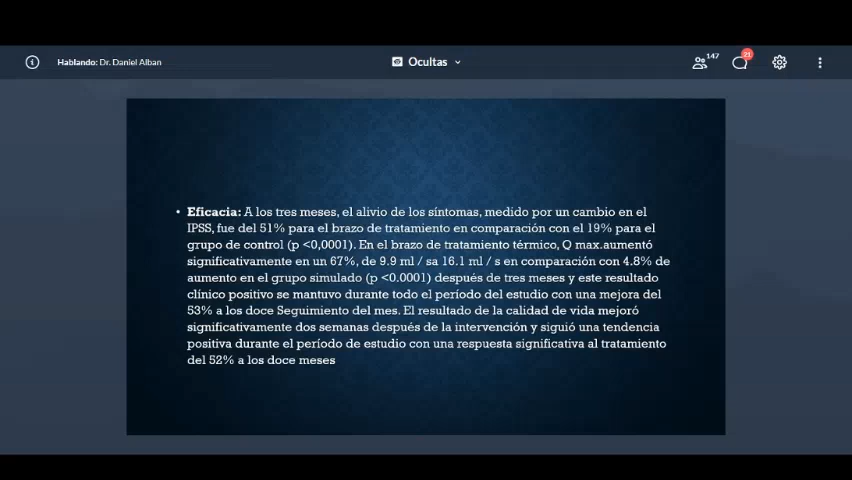 Hablando: Dr. Daniel Alban
Ocultas
147
21
• Eficacia: A los tres meses, el alivio de los síntomas, medido por un cambio en el
IPSS, fue del 51% para el brazo de tratamiento en comparación con el 19% para el
grupo de control (p <0,0001). En el brazo de tratamiento térmico, Q max.aumentó
significativamente en un 67%, de 9.9 ml / sa 16.1 ml / s en comparación con 4.8% de
aumento en el grupo simulado (p <0.0001) después de tres meses y este resultado
clínico positivo se mantuvo durante todo el período del estudio con una mejora del
53% a los doce Seguimiento del mes. El resultado de la calidad de vida mejoró
significativamente dos semanas después de la intervención y siguió una tendencia
positiva durante el período de estudio con una respuesta significativa al tratamiento
del 52% a los doce meses